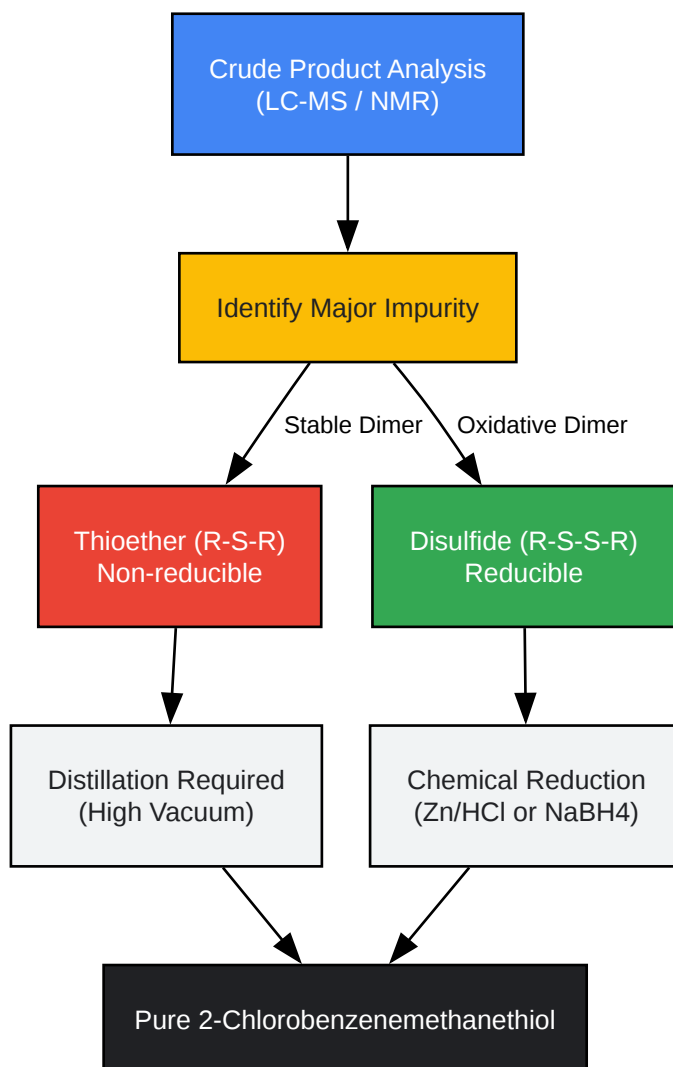 Crude Product Analysis
(LC-MS / NMR)
Identify Major Impurity
Stable Dimer
Oxidative Dimer
Thioether (R-S-R)
Non-reducible
Disulfide (R-S-S-R)
Reducible
Distillation Required
(High Vacuum)
Chemical Reduction
(Zn/HCl or NaBH4)
Pure 2-Chlorobenzenemethanethiol